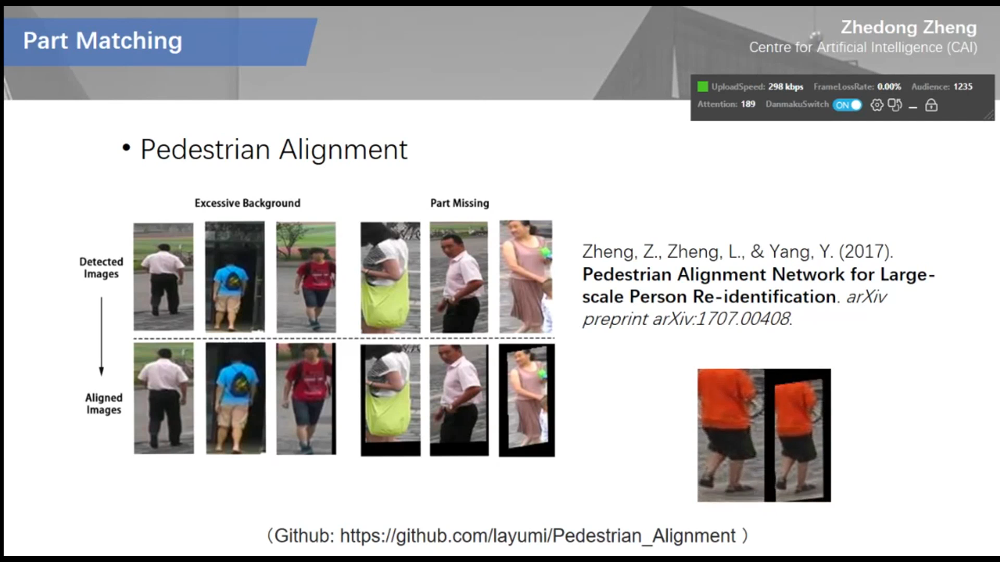 Part Matching
Zhedong Zheng
Centre for Artificial Intelligence (CAI)
UploadSpeed: 298 kbps FrameLossRate: 0.00% Audience: 1235
Attention: 189 DanmakuSwitch ON
• Pedestrian Alignment
Excessive Background
Part Missing
Detected
Images
Aligned
Images
Zheng, Z., Zheng, L., & Yang, Y. (2017).
Pedestrian Alignment Network for Large-
scale Person Re-identification. arXiv
preprint arXiv:1707.00408.
（Github: https://github.com/layumi/Pedestrian_Alignment ）